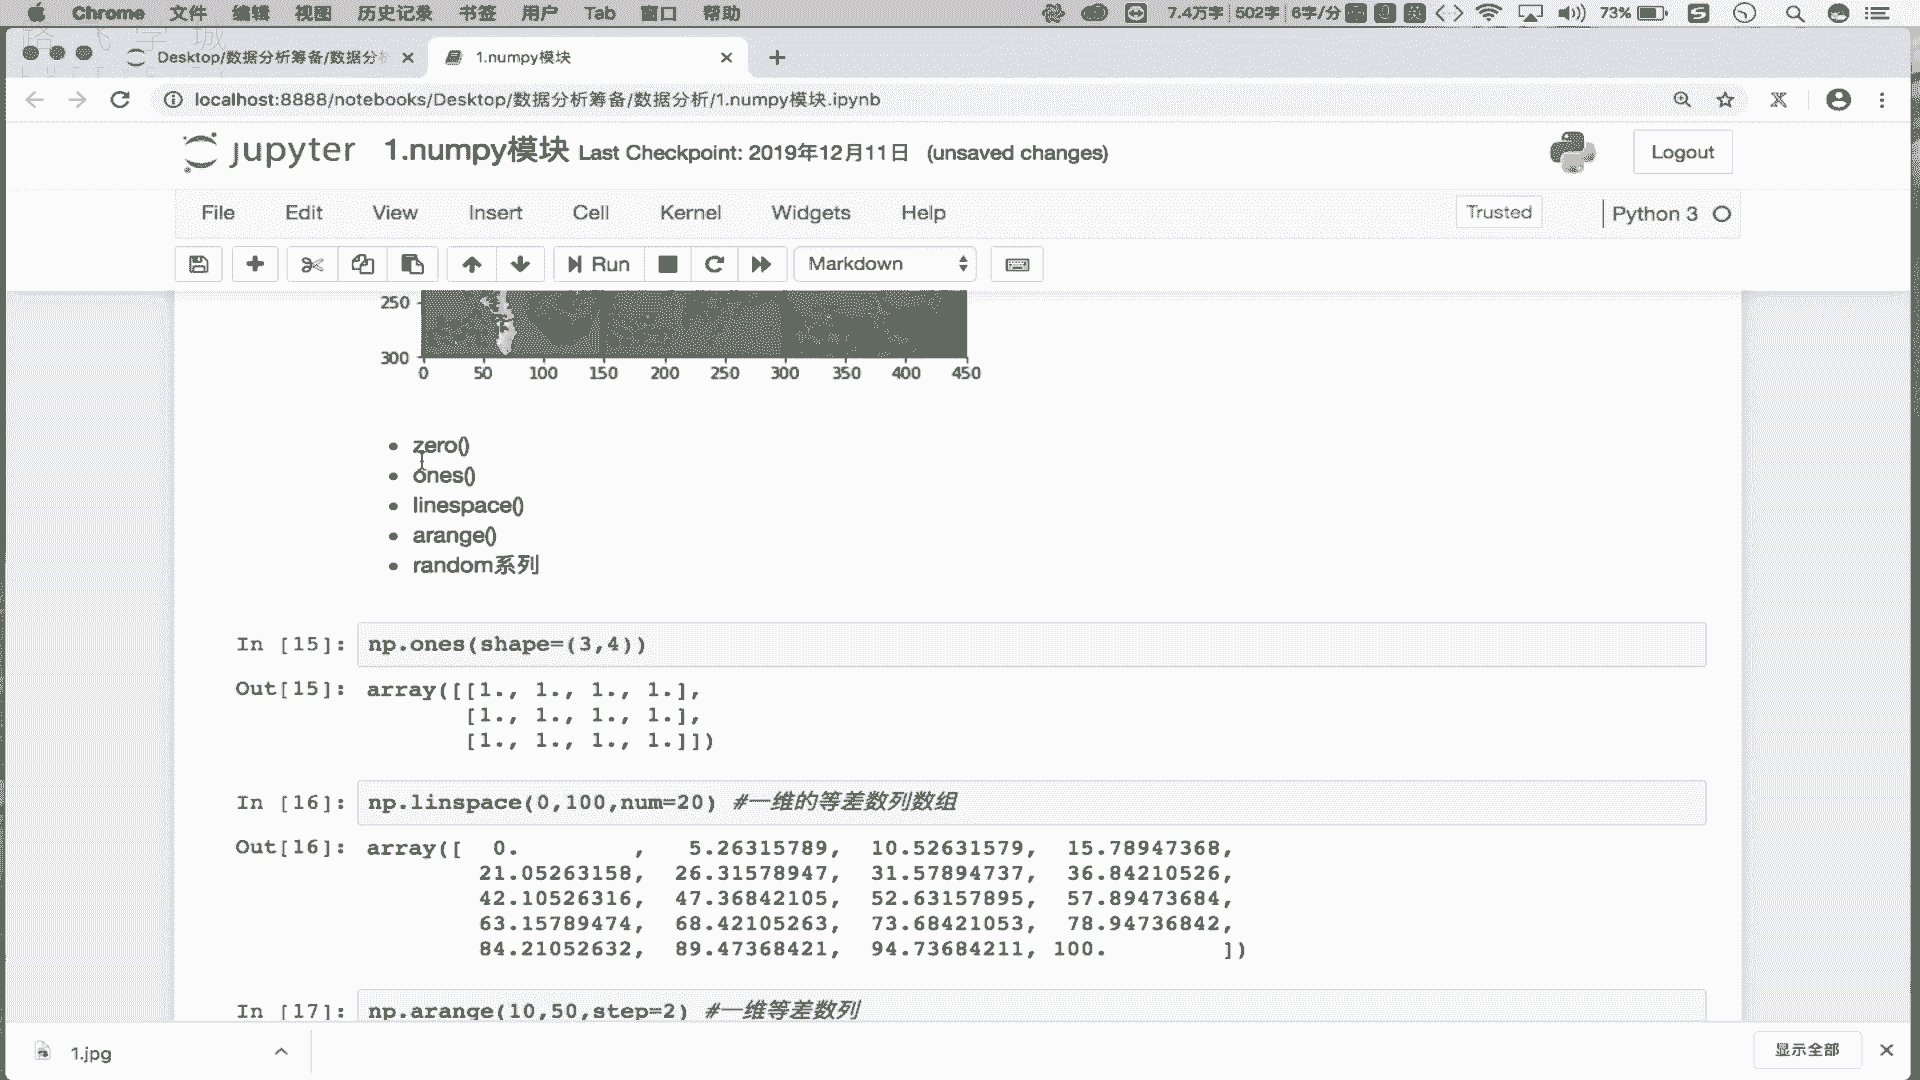 Chrome 文件 编辑 视图 历史记录 书签 用户 Tab 窗口 帮助 7.4万字 502字 6字/分 英 73% S
Desktop/数据分析筹备/数据分 1.numpy模块
localhost:8888/notebooks/Desktop/数据分析筹备/数据分析/1.numpy模块.ipynb
jupyter 1.numpy模块 Last Checkpoint: 2019年12月11日 (unsaved changes) Logout
File Edit View Insert Cell Kernel Widgets Help Trusted Python 3
Run Markdown
250
300
0 50 100 150 200 250 300 350 400 450
• zero()
• ones()
• linespace()
• arange()
• random系列
In [15]: np.ones(shape=(3,4))
Out[15]: array([[1., 1., 1., 1.],
[1., 1., 1., 1.],
[1., 1., 1., 1.]])
In [16]: np.linspace(0,100,num=20) #一维的等差数列数组
Out[16]: array([ 0. , 5.26315789, 10.52631579, 15.78947368,
21.05263158, 26.31578947, 31.57894737, 36.84210526,
42.10526316, 47.36842105, 52.63157895, 57.89473684,
63.15789474, 68.42105263, 73.68421053, 78.94736842,
84.21052632, 89.47368421, 94.73684211, 100. ])
In [17]: np.arange(10,50,step=2) #一维等差数列
1.jpg 显示全部